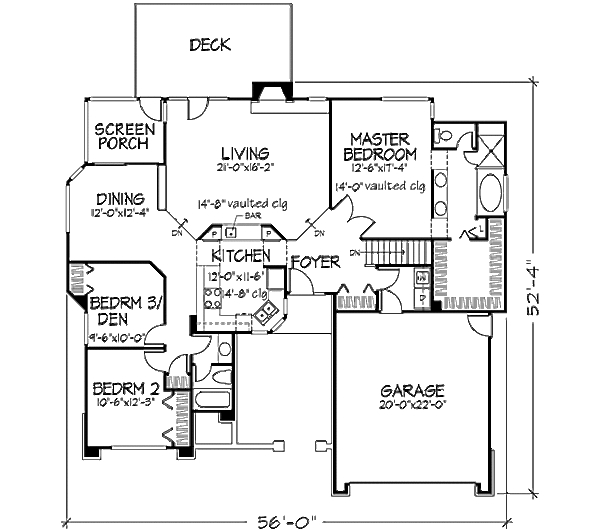 DECK
SCREEN
PORCH
LIVING
21'-0"x16'-2"
14'-8" vaulted clg
MASTER
BEDROOM
12'-6"x17'-4"
14'-0" vaulted clg
DINING
12'-0"x12'-4"
DN
P
BAR
P
DN
L
KITCHEN
12'-0"x11-6"
14'-8" clg
FOYER
DN
D
BEDRM 3/
DEN
9'-6"x10'-0"
BEDRM 2
10'-6"x12'-3"
GARAGE
20'-0"x22'-0"
52'-4"
56'-0"